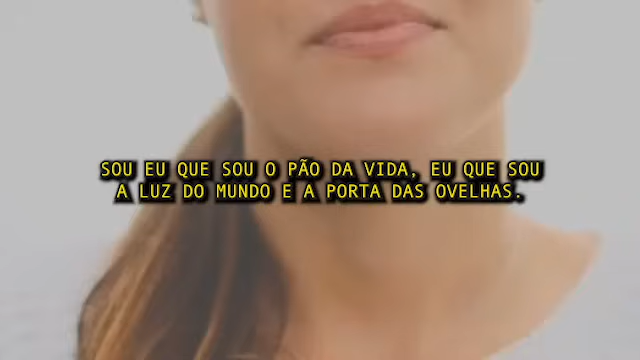 SOU EU QUE SOU O PÃO DA VIDA, EU QUE SOU
A LUZ DO MUNDO E A PORTA DAS OVELHAS.